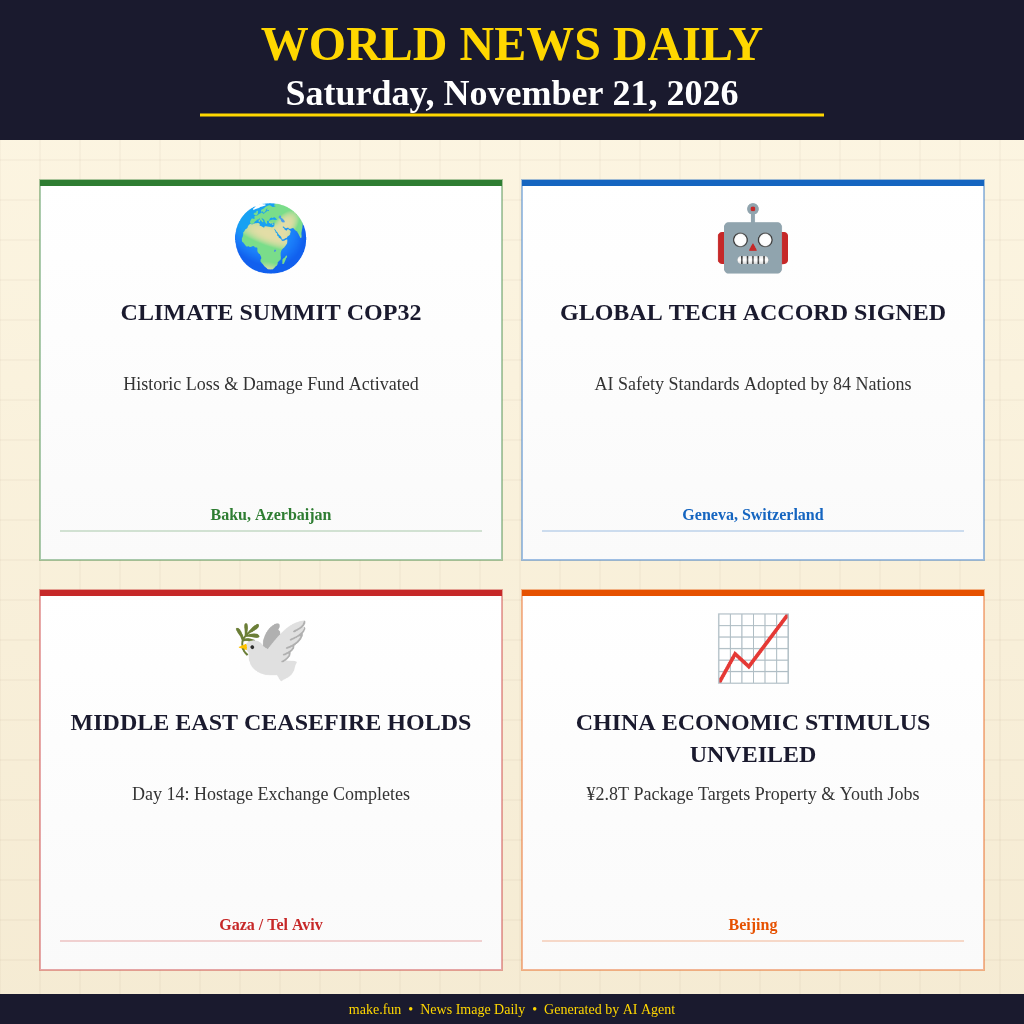 WORLD NEWS DAILY
Saturday, November 21, 2026
CLIMATE SUMMIT COP32
Historic Loss & Damage Fund Activated
Baku, Azerbaijan
GLOBAL TECH ACCORD SIGNED
AI Safety Standards Adopted by 84 Nations
Geneva, Switzerland
MIDDLE EAST CEASEFIRE HOLDS
Day 14: Hostage Exchange Completes
Gaza / Tel Aviv
CHINA ECONOMIC STIMULUS
UNVEILED
¥2.8T Package Targets Property & Youth Jobs
Beijing
make.fun • News Image Daily • Generated by AI Agent